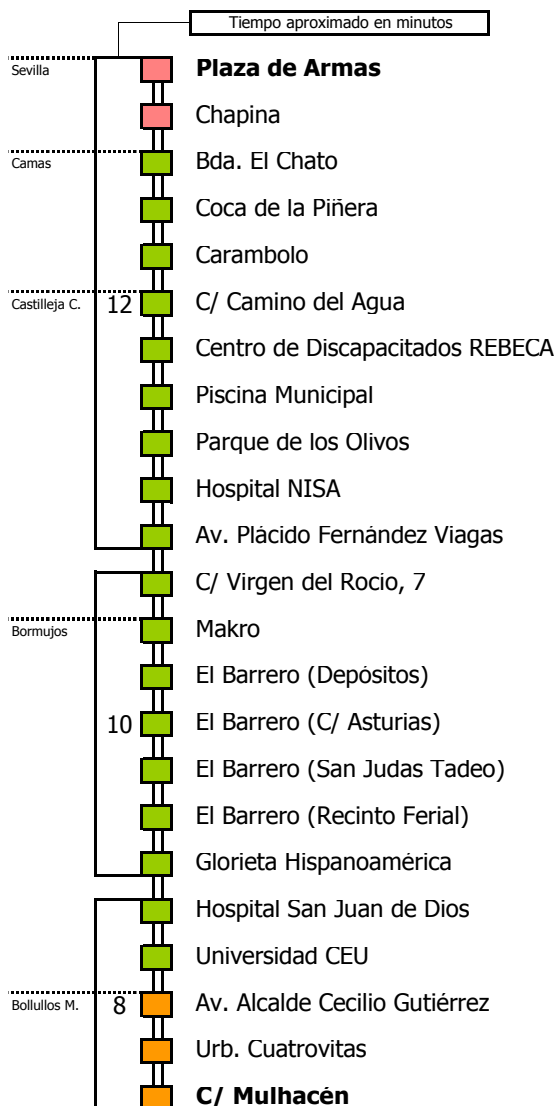 Tiempo aproximado en minutos
Sevilla
Plaza de Armas
Chapina
Camas
Bda. El Chato
Coca de la Piñera
Carambolo
Castilleja C.
12
C/ Camino del Agua
Centro de Discapacitados REBECA
Piscina Municipal
Parque de los Olivos
Hospital NISA
Av. Plácido Fernández Viagas
C/ Virgen del Rocio, 7
Bormujos
Makro
El Barrero (Depósitos)
10
El Barrero (C/ Asturias)
El Barrero (San Judas Tadeo)
El Barrero (Recinto Ferial)
Glorieta Hispanoamérica
Hospital San Juan de Dios
Universidad CEU
Bollullos M.
8
Av. Alcalde Cecilio Gutiérrez
Urb. Cuatrovitas
C/ Mulhacén